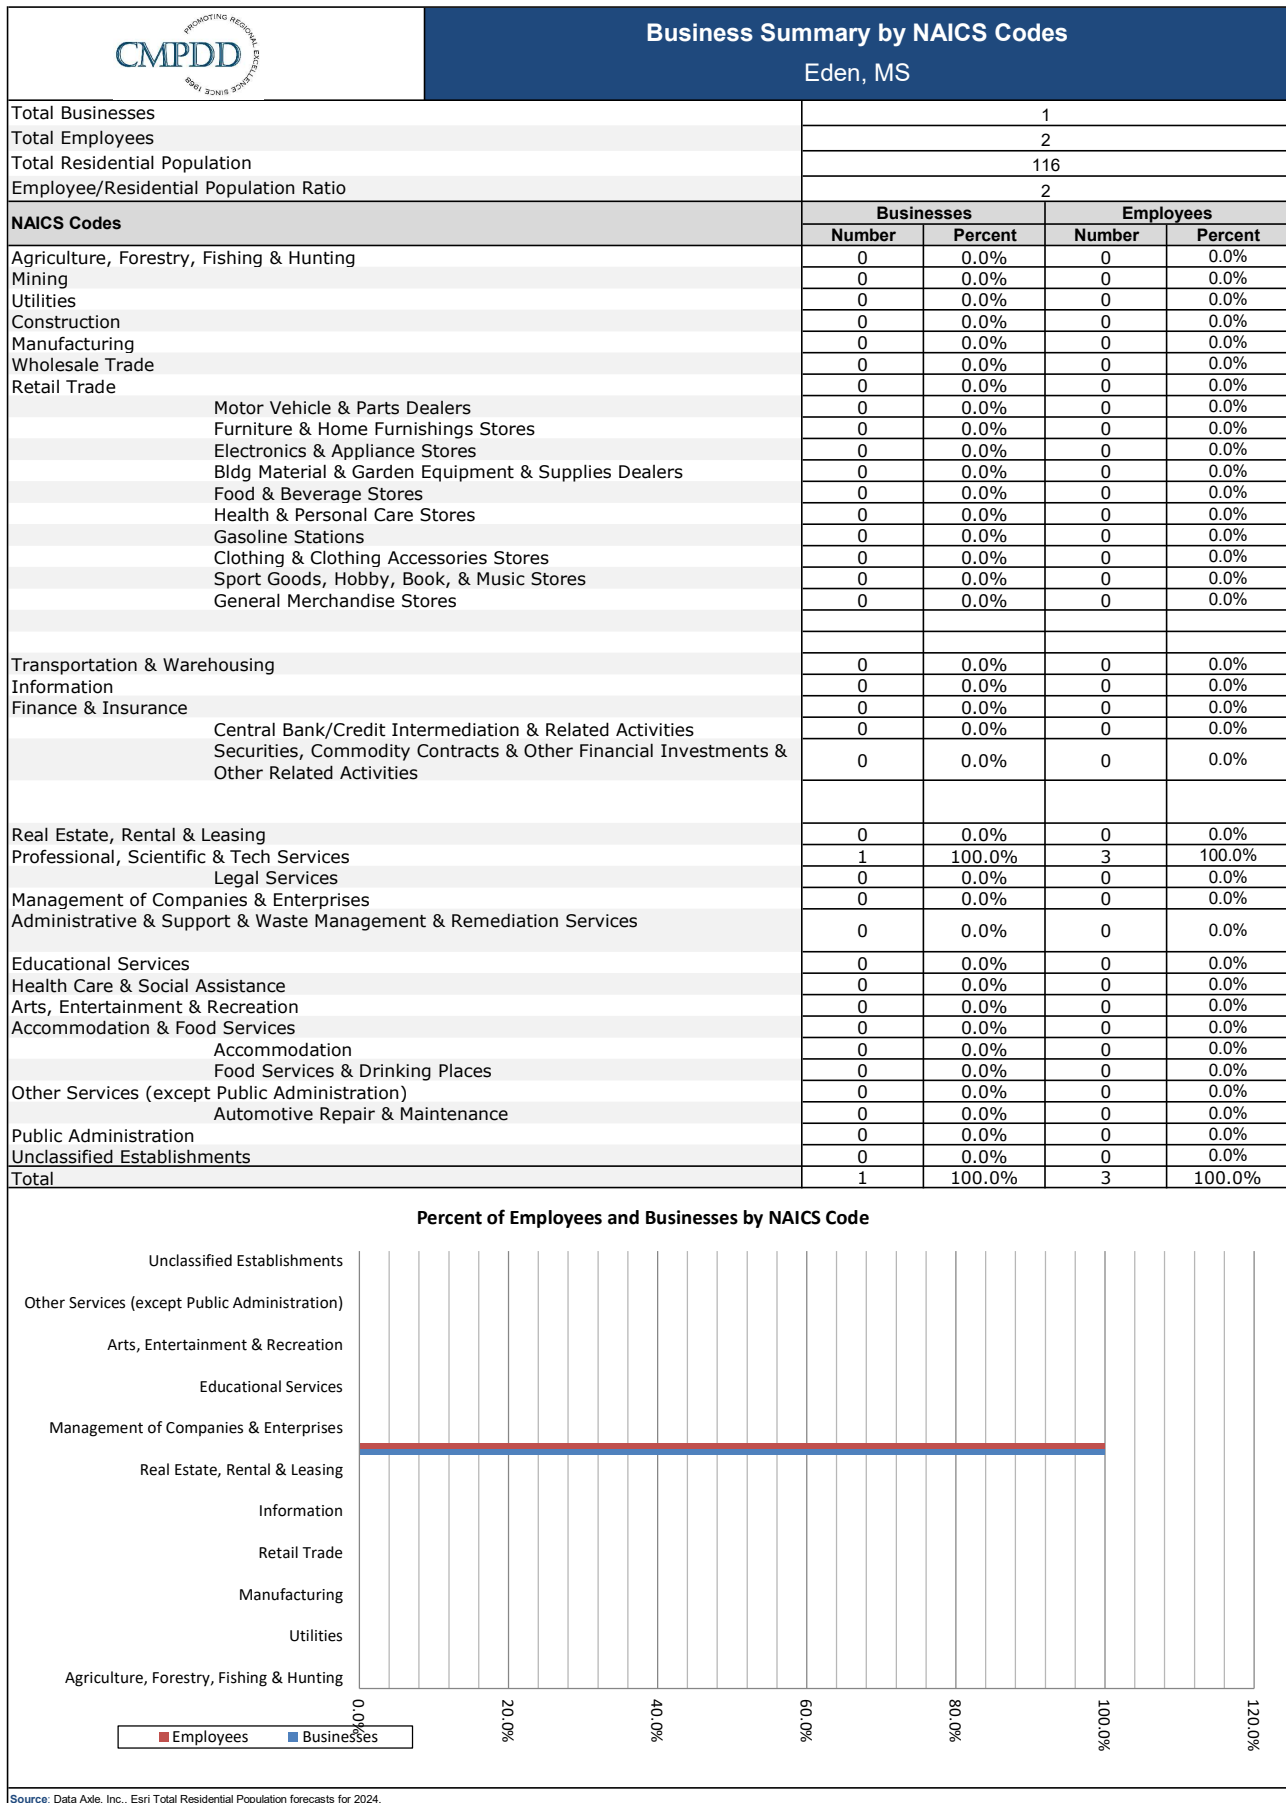 PROMOTING REGIONAL EXCELLENCE SINCE 1968
CMPDD
Business Summary by NAICS Codes
Eden, MS
Total Businesses 1
Total Employees 2
Total Residential Population 116
Employee/Residential Population Ratio 2
NAICS Codes Businesses Employees
Number Percent Number Percent
Agriculture, Forestry, Fishing & Hunting 0 0.0% 0 0.0%
Mining 0 0.0% 0 0.0%
Utilities 0 0.0% 0 0.0%
Construction 0 0.0% 0 0.0%
Manufacturing 0 0.0% 0 0.0%
Wholesale Trade 0 0.0% 0 0.0%
Retail Trade 0 0.0% 0 0.0%
Motor Vehicle & Parts Dealers 0 0.0% 0 0.0%
Furniture & Home Furnishings Stores 0 0.0% 0 0.0%
Electronics & Appliance Stores 0 0.0% 0 0.0%
Bldg Material & Garden Equipment & Supplies Dealers 0 0.0% 0 0.0%
Food & Beverage Stores 0 0.0% 0 0.0%
Health & Personal Care Stores 0 0.0% 0 0.0%
Gasoline Stations 0 0.0% 0 0.0%
Clothing & Clothing Accessories Stores 0 0.0% 0 0.0%
Sport Goods, Hobby, Book, & Music Stores 0 0.0% 0 0.0%
General Merchandise Stores 0 0.0% 0 0.0%
Transportation & Warehousing 0 0.0% 0 0.0%
Information 0 0.0% 0 0.0%
Finance & Insurance 0 0.0% 0 0.0%
Central Bank/Credit Intermediation & Related Activities 0 0.0% 0 0.0%
Securities, Commodity Contracts & Other Financial Investments &
Other Related Activities 0 0.0% 0 0.0%
Real Estate, Rental & Leasing 0 0.0% 0 0.0%
Professional, Scientific & Tech Services 1 100.0% 3 100.0%
Legal Services 0 0.0% 0 0.0%
Management of Companies & Enterprises 0 0.0% 0 0.0%
Administrative & Support & Waste Management & Remediation Services 0 0.0% 0 0.0%
Educational Services 0 0.0% 0 0.0%
Health Care & Social Assistance 0 0.0% 0 0.0%
Arts, Entertainment & Recreation 0 0.0% 0 0.0%
Accommodation & Food Services 0 0.0% 0 0.0%
Accommodation 0 0.0% 0 0.0%
Food Services & Drinking Places 0 0.0% 0 0.0%
Other Services (except Public Administration) 0 0.0% 0 0.0%
Automotive Repair & Maintenance 0 0.0% 0 0.0%
Public Administration 0 0.0% 0 0.0%
Unclassified Establishments 0 0.0% 0 0.0%
Total 1 100.0% 3 100.0%
Percent of Employees and Businesses by NAICS Code
Unclassified Establishments
Other Services (except Public Administration)
Arts, Entertainment & Recreation
Educational Services
Management of Companies & Enterprises
Real Estate, Rental & Leasing
Information
Retail Trade
Manufacturing
Utilities
Agriculture, Forestry, Fishing & Hunting
0.0% 20.0% 40.0% 60.0% 80.0% 100.0% 120.0%
Employees Businesses
Source: Data Axle, Inc., Esri Total Residential Population forecasts for 2024.